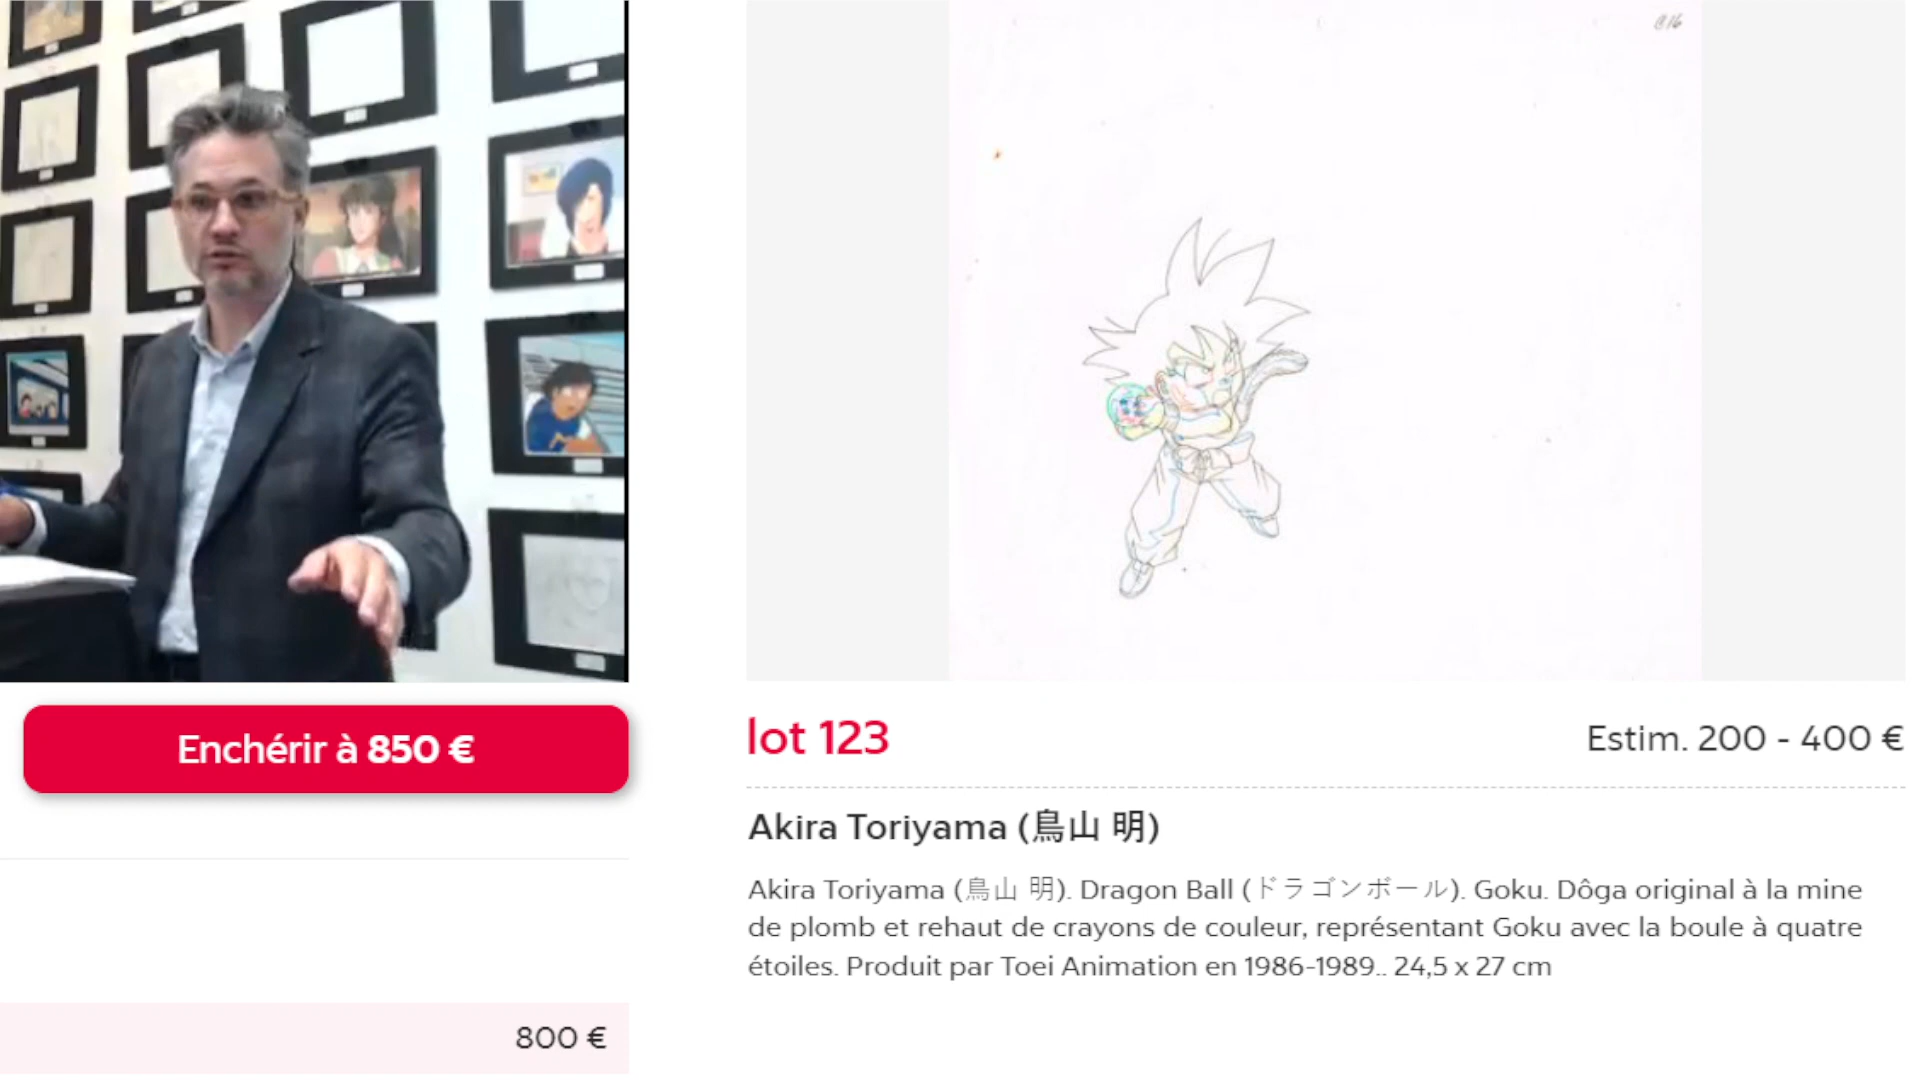 Enchérir à 850 €
800 €
lot 123
Estim. 200 - 400 €
Akira Toriyama (鳥山 明)
Akira Toriyama (鳥山 明). Dragon Ball (ドラゴンボール). Goku. Dôga original à la mine
de plomb et rehaut de crayons de couleur, représentant Goku avec la boule à quatre
étoiles. Produit par Toei Animation en 1986-1989.. 24,5 x 27 cm